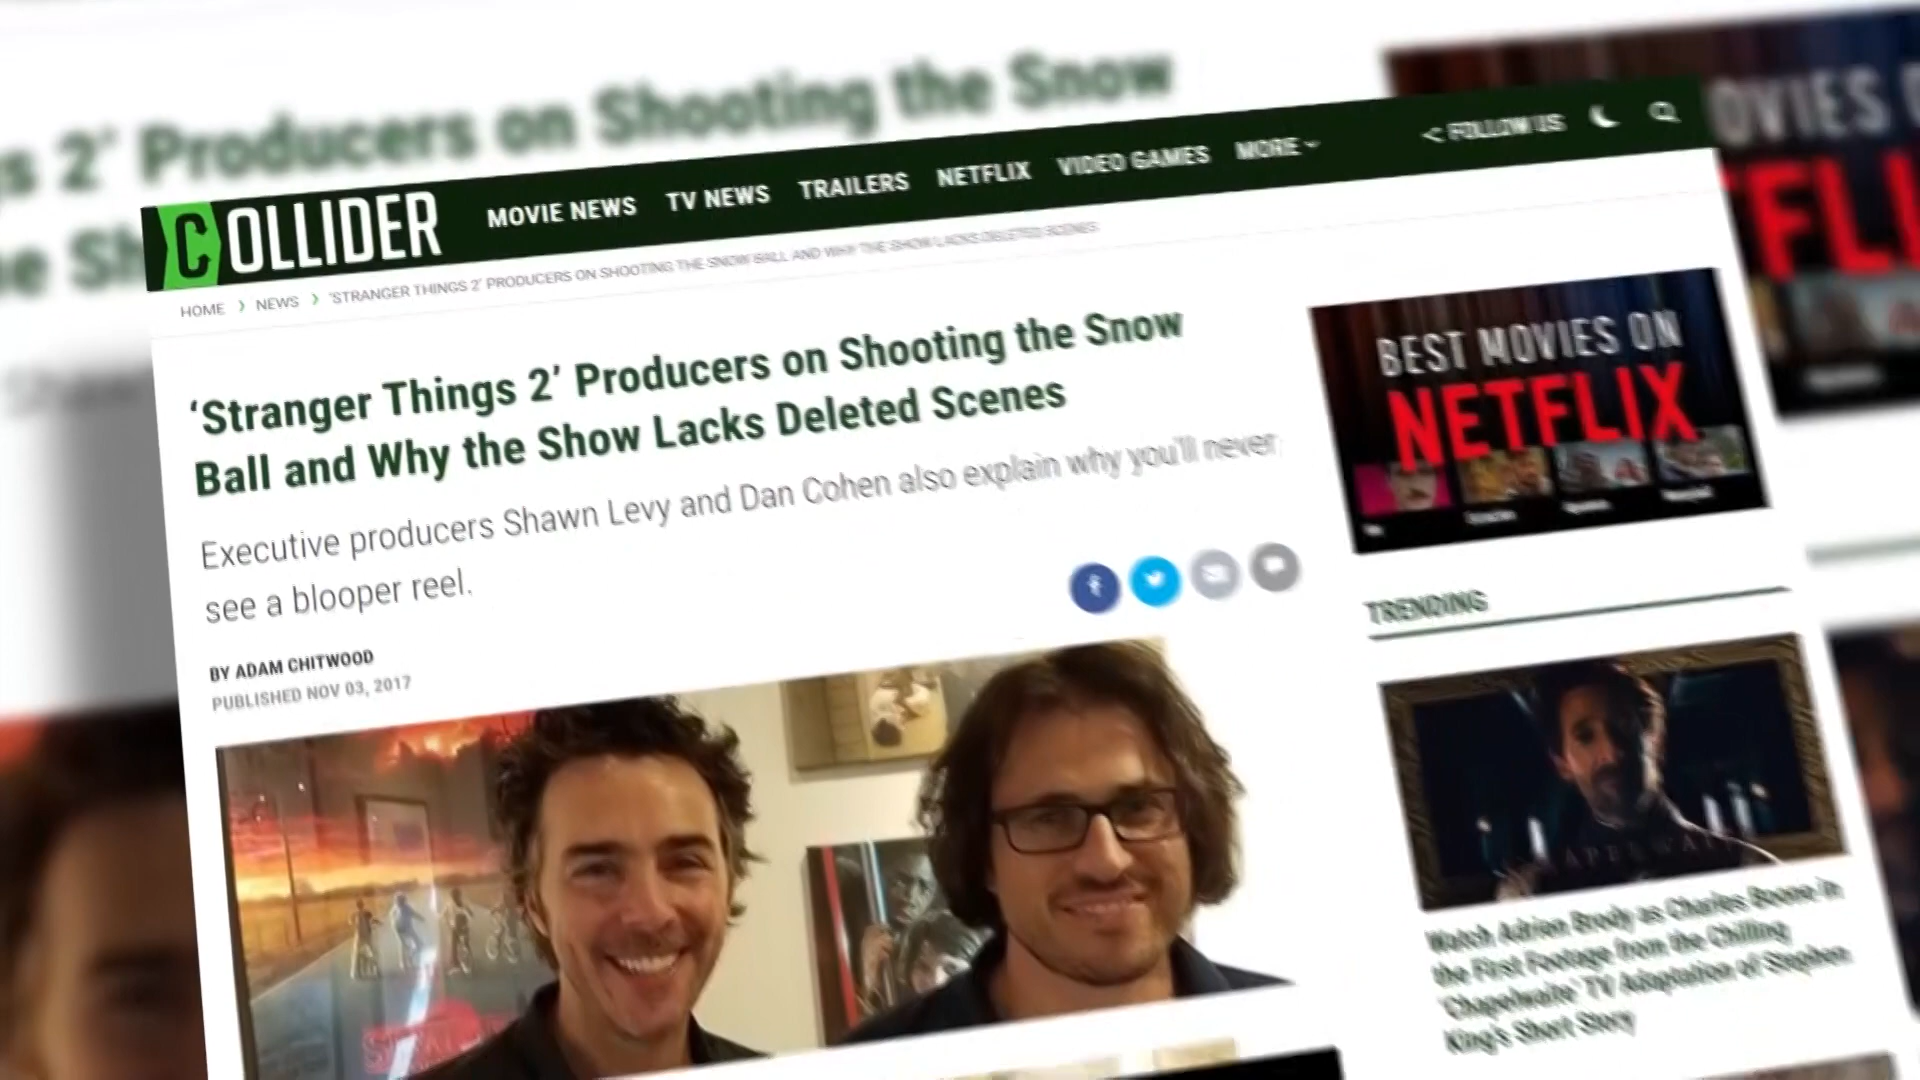 Producers on Shooting the Snow
COLLIDER
MOVIE NEWS TV NEWS TRAILERS NETFLIX VIDEO GAMES MORE FOLLOW US
HOME > NEWS > 'STRANGER THINGS 2' PRODUCERS ON SHOOTING THE SNOW BALL AND WHY THE SHOW LACKS DELETED SCENES
‘Stranger Things 2’ Producers on Shooting the Snow
Ball and Why the Show Lacks Deleted Scenes
Executive producers Shawn Levy and Dan Cohen also explain why you'll never
see a blooper reel.
BY ADAM CHITWOOD
PUBLISHED NOV 03, 2017
BEST MOVIES ON
NETFLIX
TRENDING
Watch Adrien Brody as Charles Boone in
the First Footage from the Chilling
'Chapelwaite' TV Adaptation of Stephen
King's Short Story